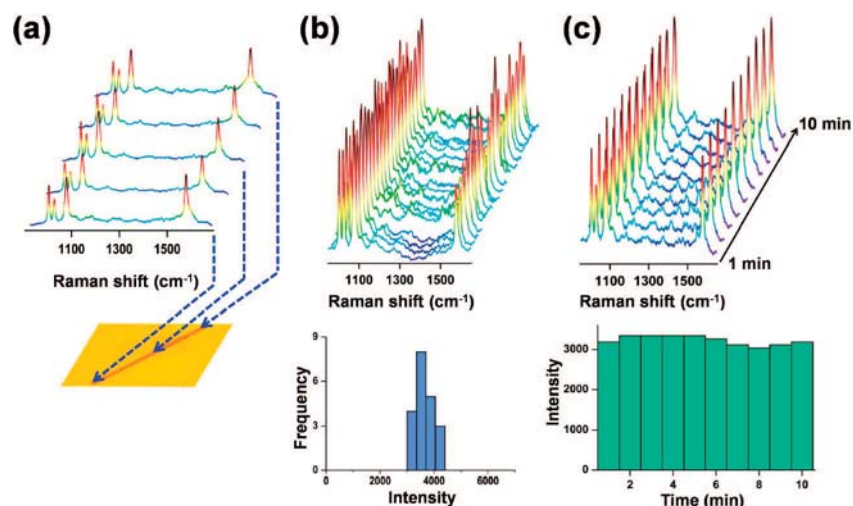 (a)
1100 1300 1500
Raman shift (cm-1)
(b)
1100 1300 1500
Raman shift (cm-1)
9
6
3
0
Frequency
0 2000 4000 6000
Intensity
(c)
10 min
1 min
1100 1300 1500
Raman shift (cm-1)
3000
2000
1000
0
Intensity
2 4 6 8 10
Time (min)